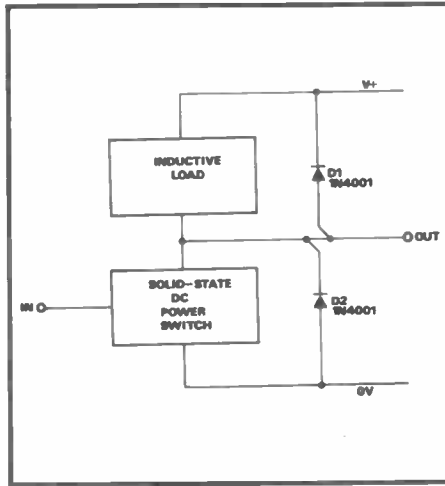 V+
INDUCTIVE
LOAD
D1
1N4001
OUT
SOLID-STATE
DC
POWER
SWITCH
IN
D2
1N4001
0V